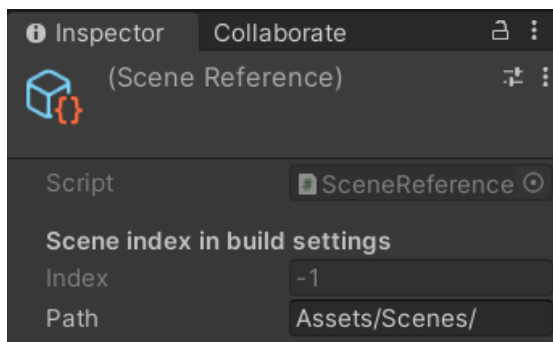 Inspector Collaborate
(Scene Reference)
Script SceneReference
Scene index in build settings
Index -1
Path Assets/Scenes/